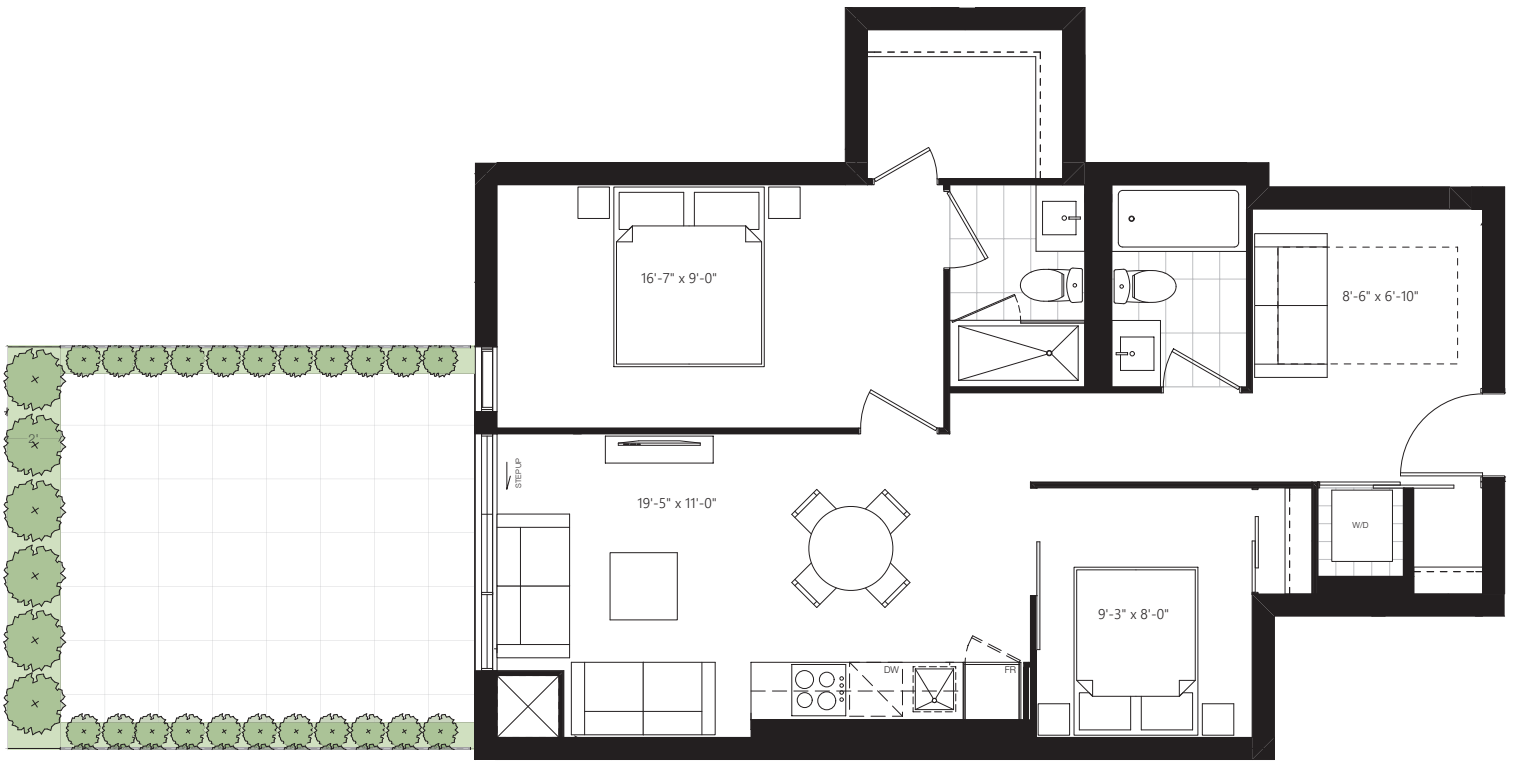 16'-7" x 9'-0"
8'-6" x 6'-10"
2'
STEP UP
19'-5" x 11'-0"
W/D
9'-3" x 8'-0"
DW
FR